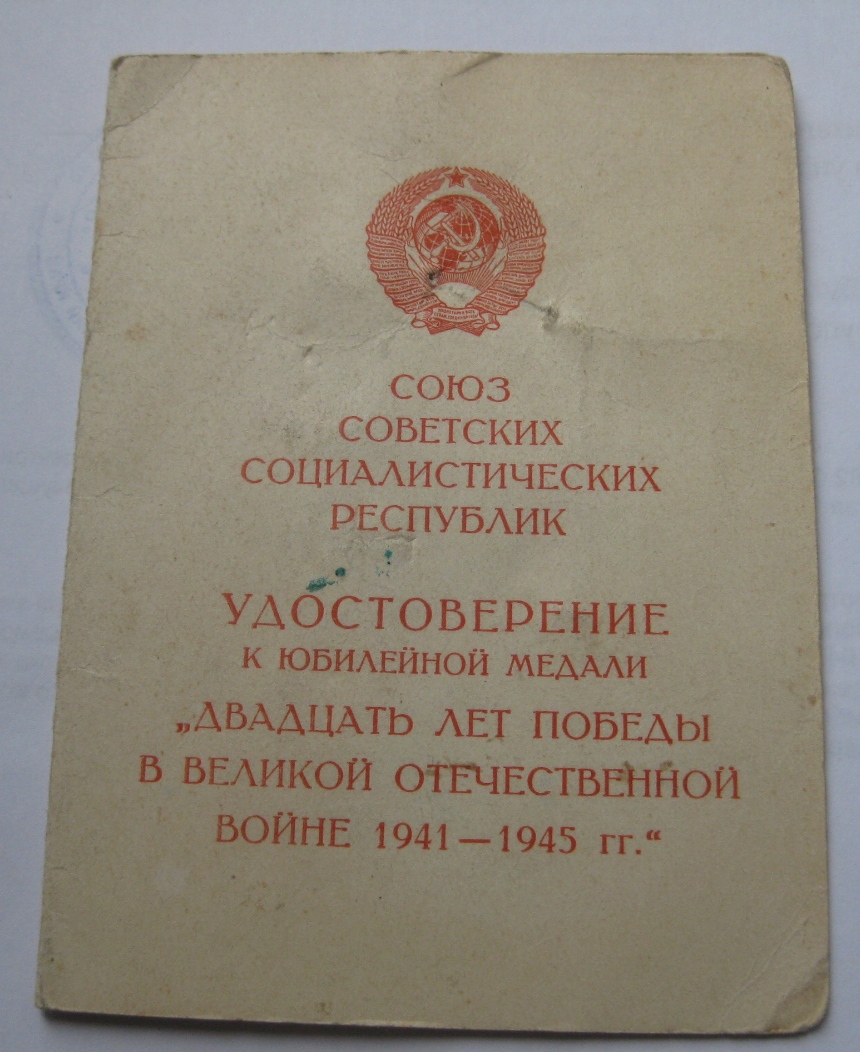 СОЮЗ
СОВЕТСКИХ
СОЦИАЛИСТИЧЕСКИХ
РЕСПУБЛИК
УДОСТОВЕРЕНИЕ
К ЮБИЛЕЙНОЙ МЕДАЛИ
„ДВАДЦАТЬ ЛЕТ ПОБЕДЫ
В ВЕЛИКОЙ ОТЕЧЕСТВЕННОЙ
ВОЙНЕ 1941—1945 гг.“